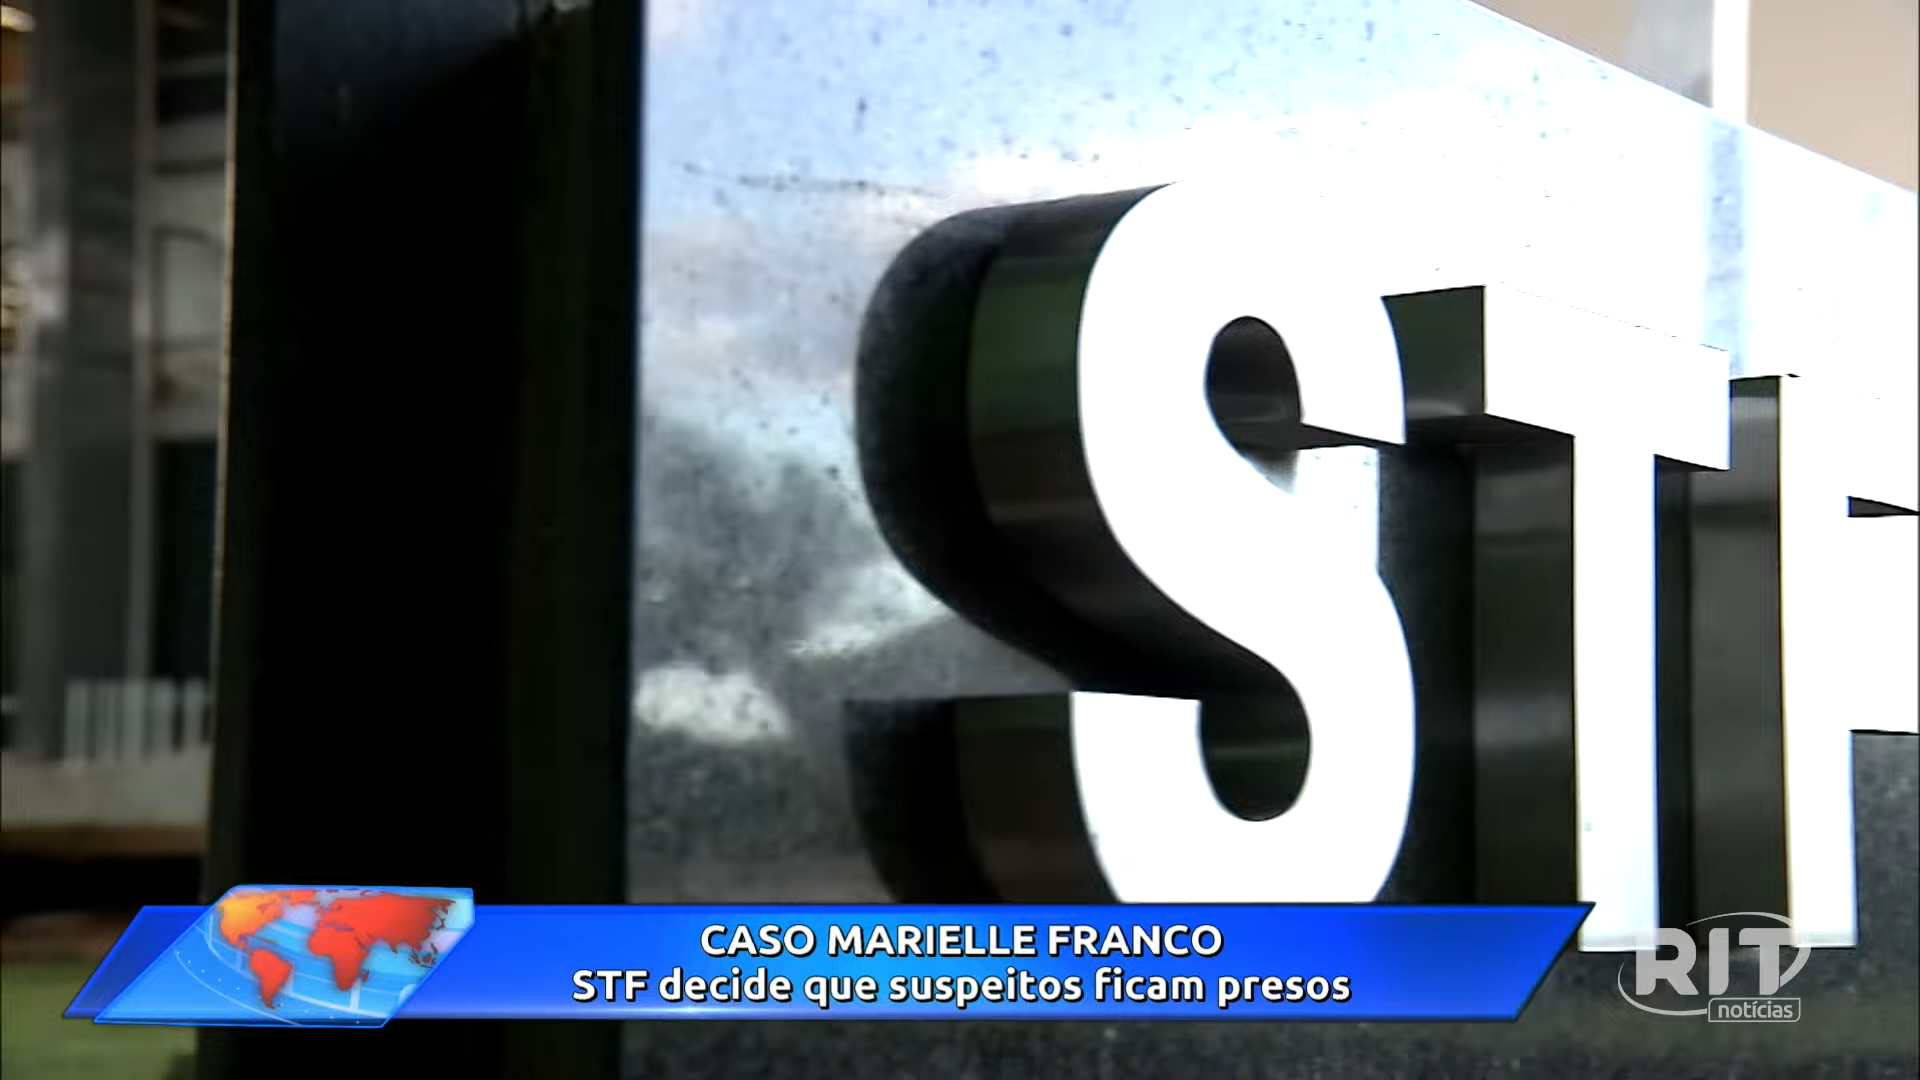 STF
CASO MARIELLE FRANCO
STF decide que suspeitos ficam presos
RIT
notícias